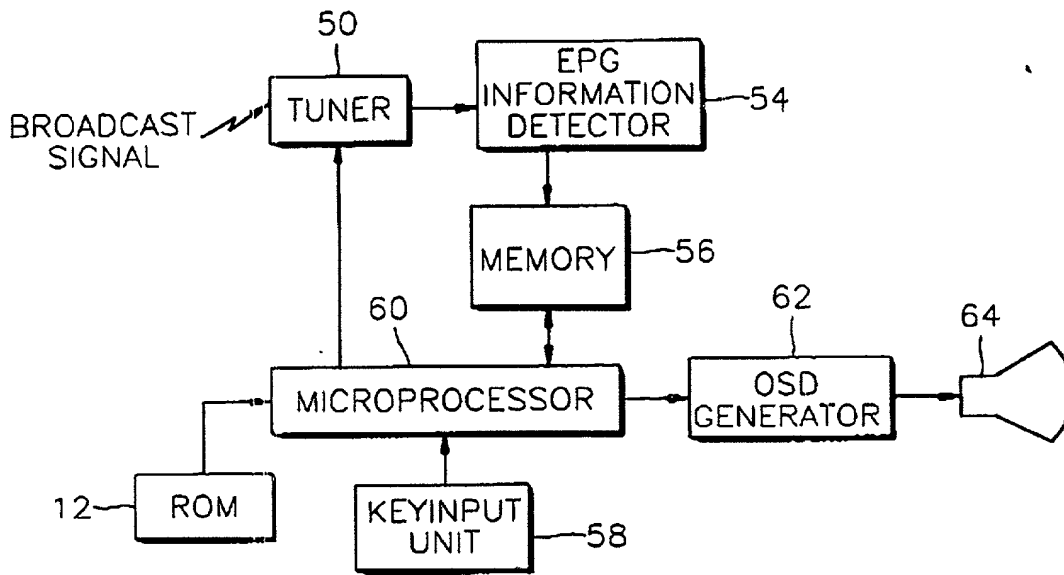 50
TUNER
EPG
INFORMATION
DETECTOR
54
BROADCAST
SIGNAL
MEMORY
56
60
MICROPROCESSOR
62
OSD
GENERATOR
64
12
ROM
KEYINPUT
UNIT
58